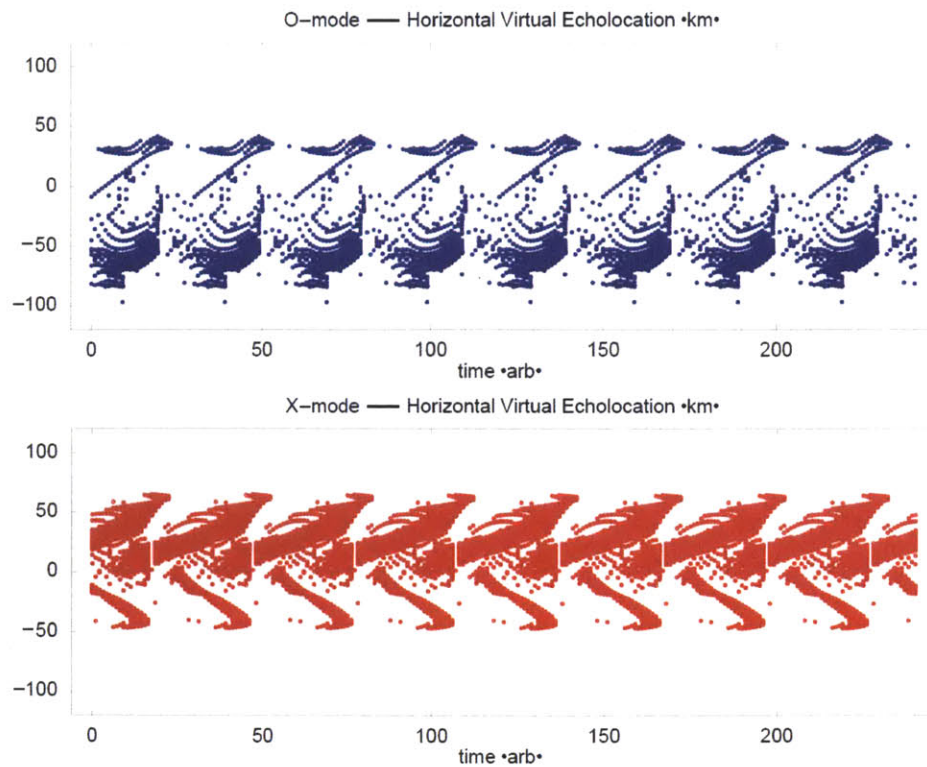 O–mode — Horizontal Virtual Echolocation •km•
100
50
0
−50
−100
0 50 100 150 200
time •arb•
X–mode — Horizontal Virtual Echolocation •km•
100
50
0
−50
−100
0 50 100 150 200
time •arb•